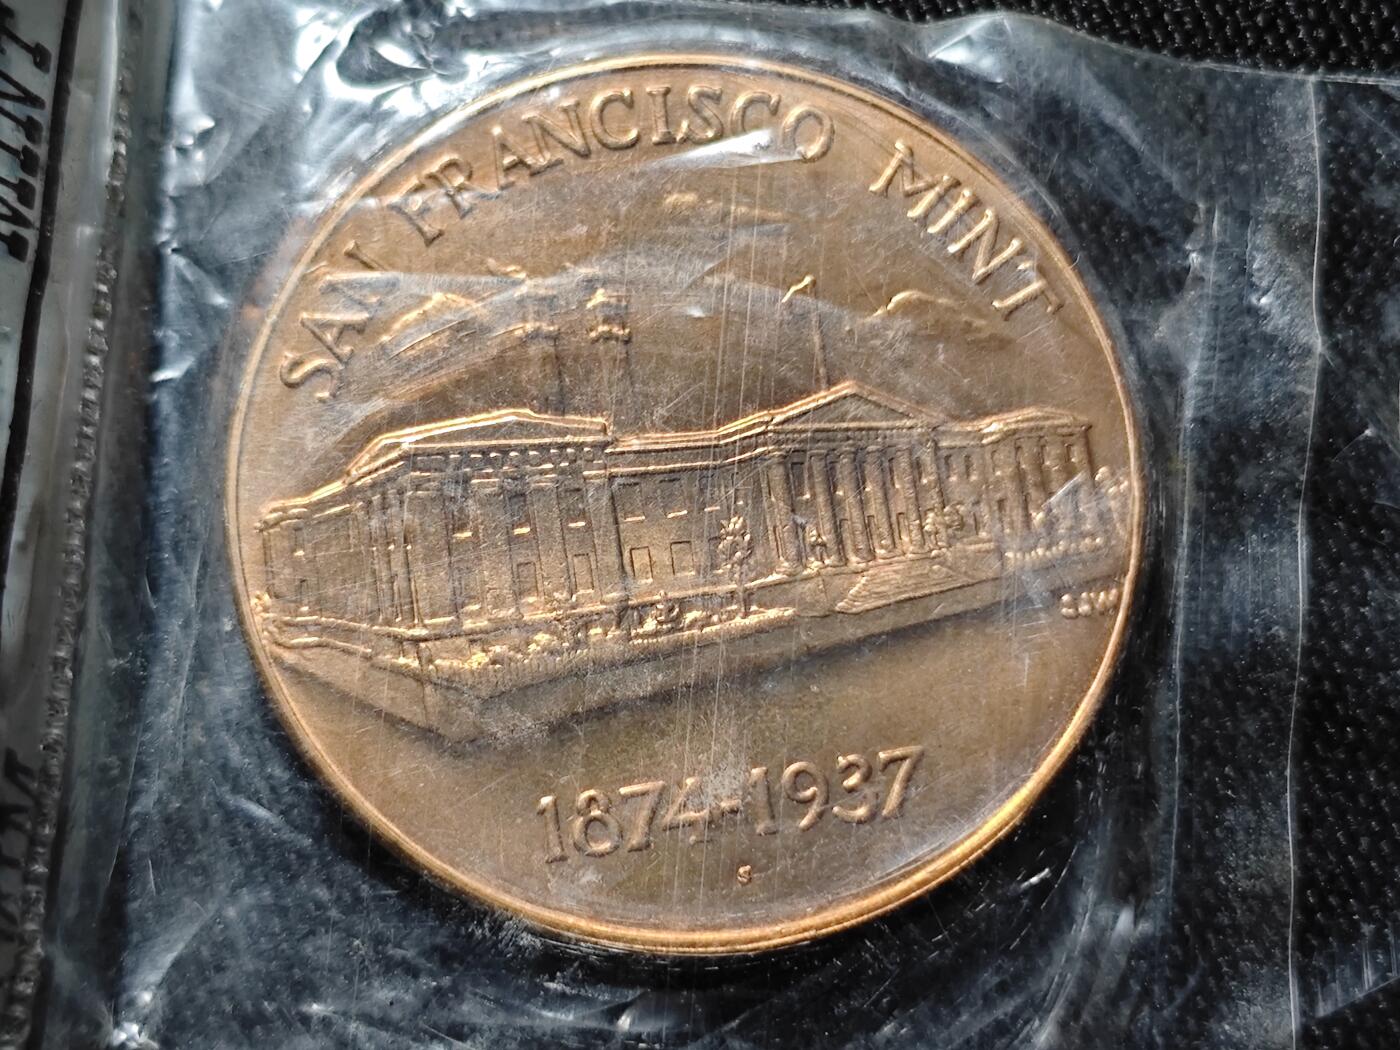 SAN FRANCISCO MINT
1874-1937
S